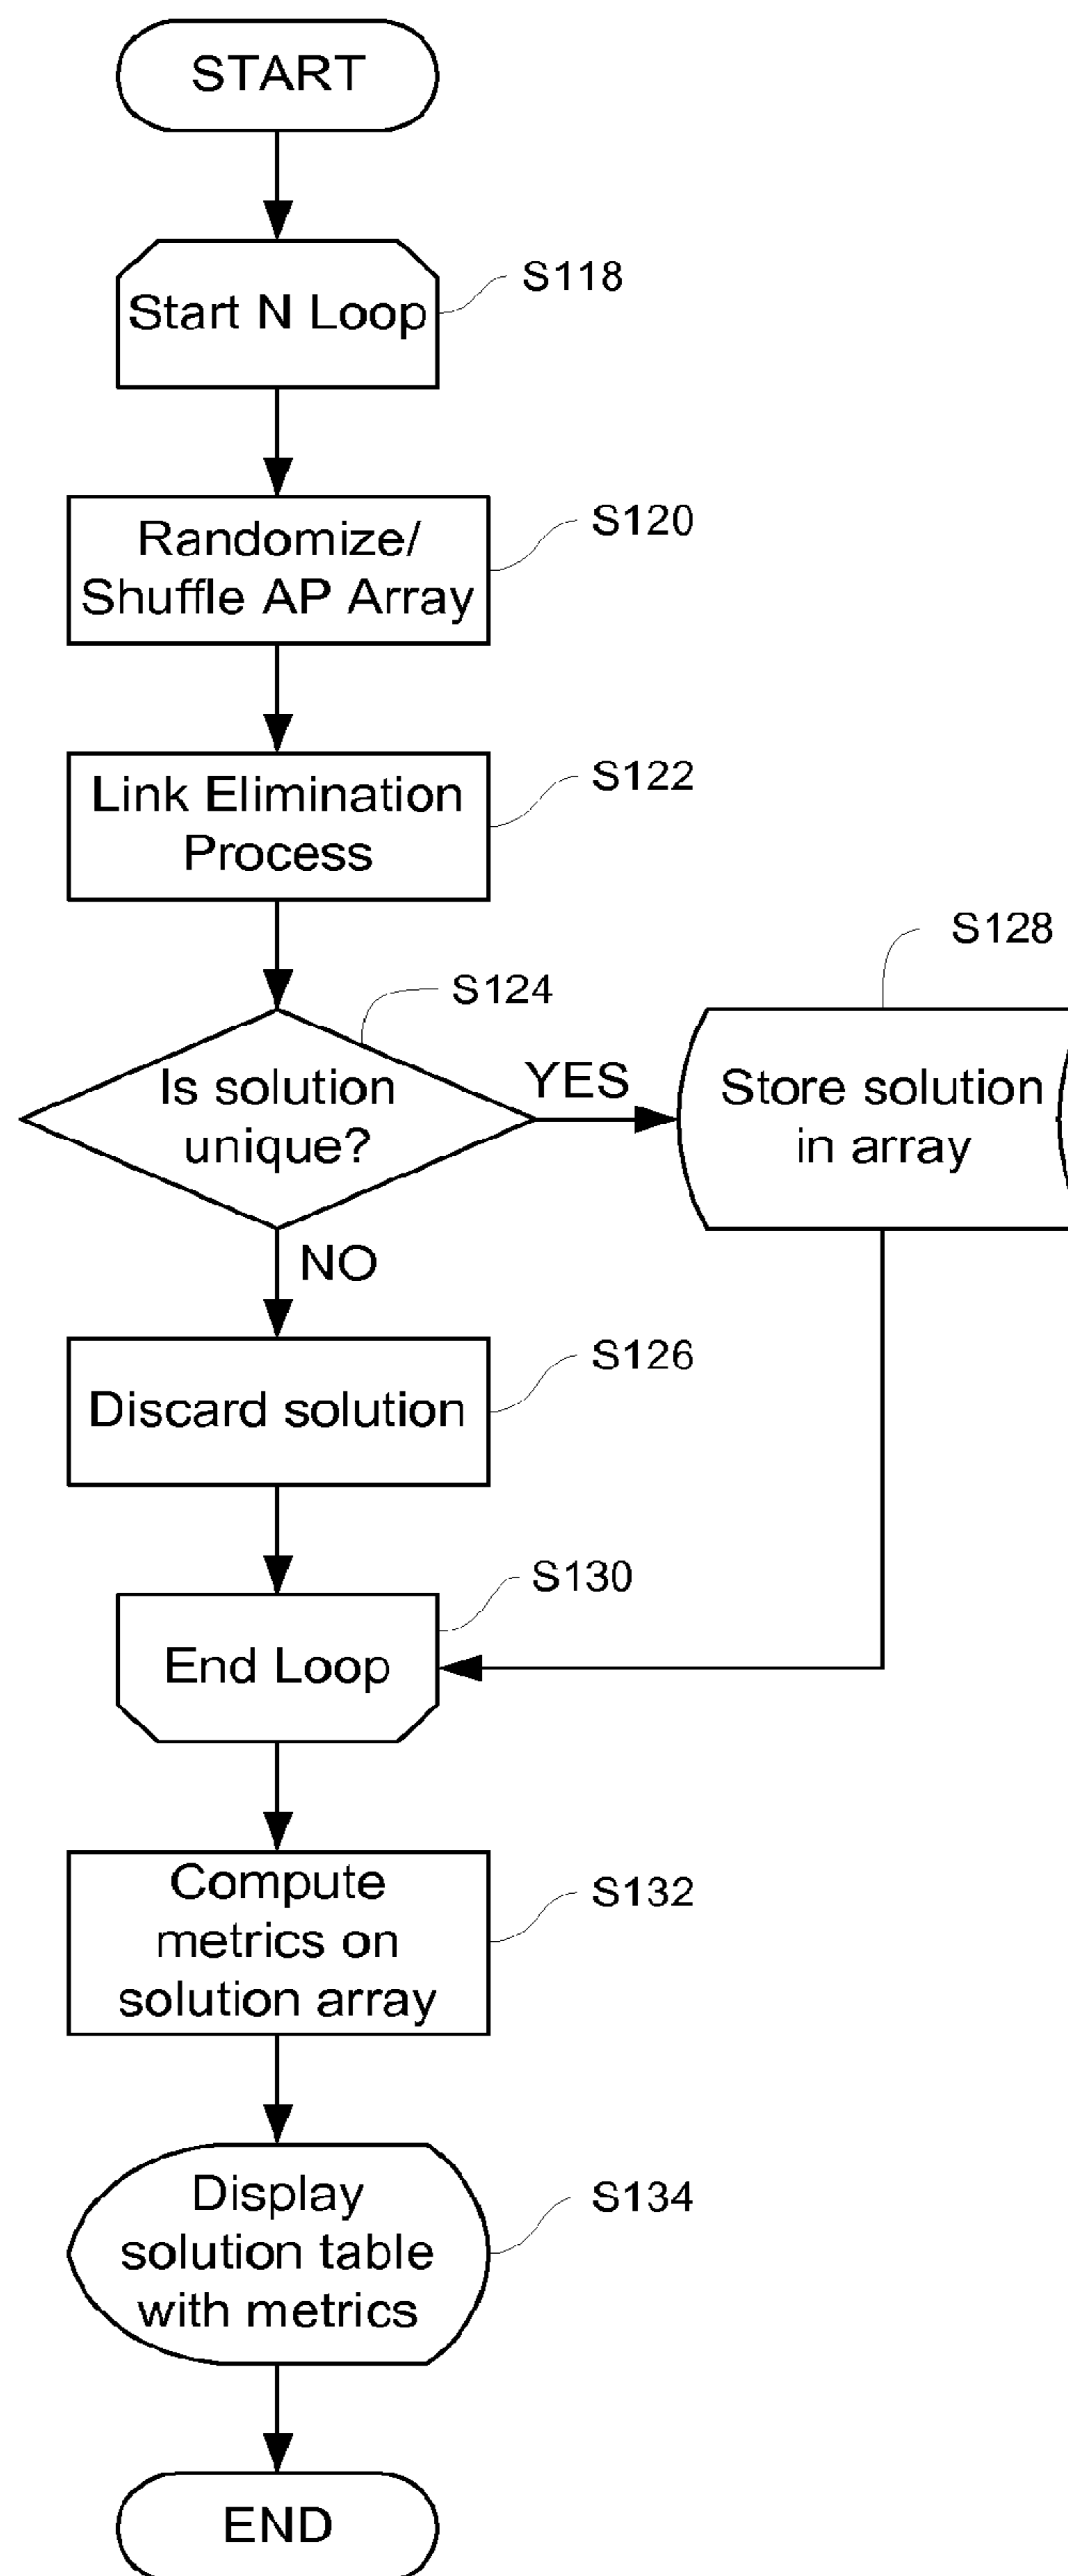 START
Start N Loop
S118
Randomize/
Shuffle AP Array
S120
Link Elimination
Process
S122
S124
Is solution
unique?
YES
S128
Store solution
in array
NO
Discard solution
S126
End Loop
S130
Compute
metrics on
solution array
S132
Display
solution table
with metrics
S134
END